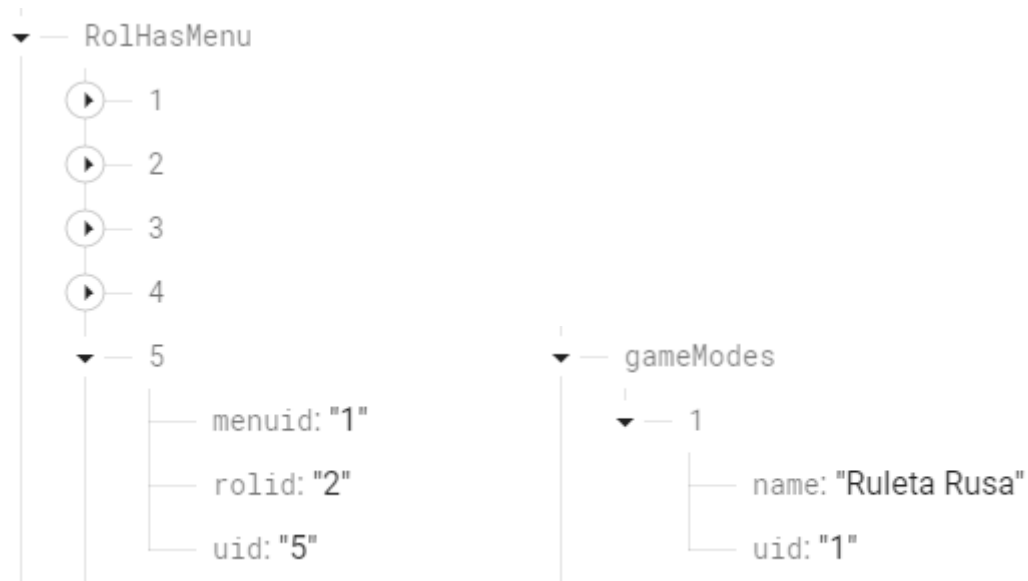 RolHasMenu
1
2
3
4
5
menuid: "1"
rolid: "2"
uid: "5"
gameModes
1
name: "Ruleta Rusa"
uid: "1"